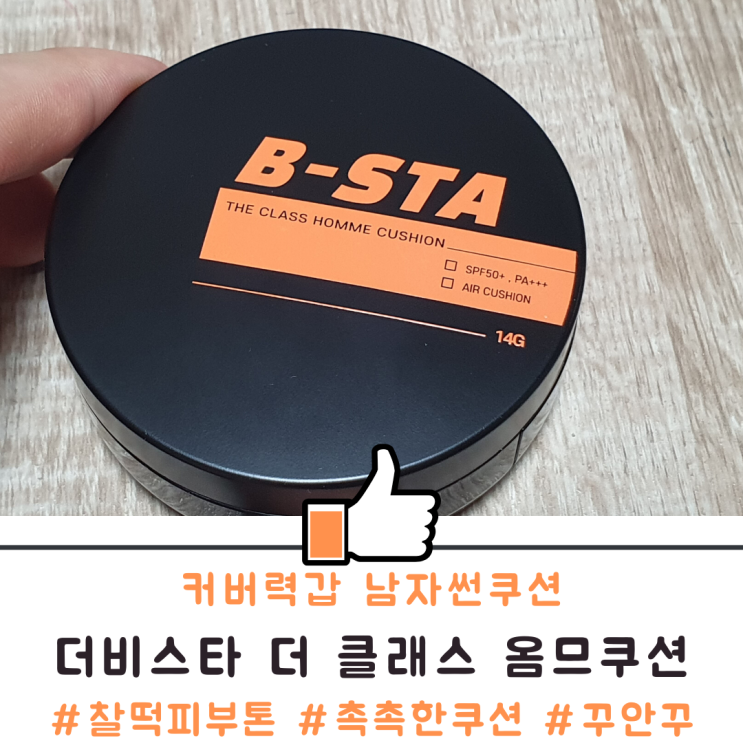 B-STA
THE CLASS HOMME CUSHION
SPF50+ , PA+++
AIR CUSHION
14G
커버력갑 남자썬쿠션
더비스타 더 클래스 옴므쿠션
#찰떡피부톤 #촉촉한쿠션 #꾸안꾸